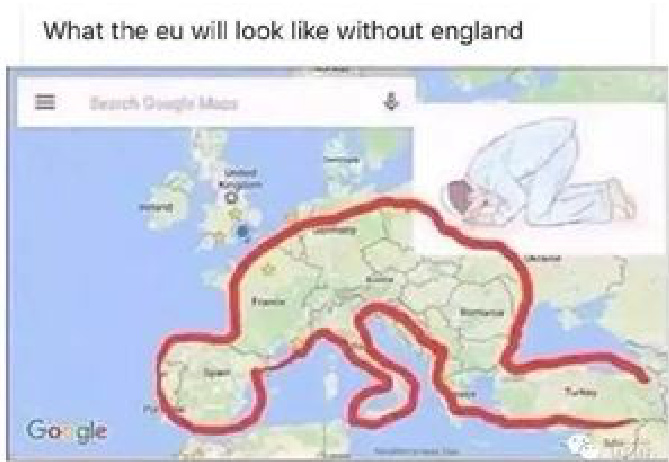 What the eu will look like without england
Search Google Maps
United
Kingdom
Ireland
Germany
Ukraine
France
Romania
Spain
Turkey
Google